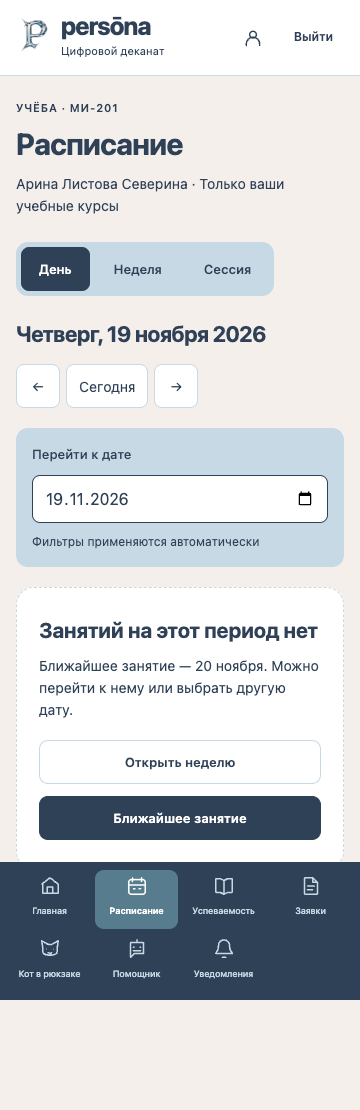 persōna
Цифровой деканат
Выйти
УЧЁБА · МИ-201
Расписание
Арина Листова Северина · Только ваши
учебные курсы
День
Неделя
Сессия
Четверг, 19 ноября 2026
← Сегодня →
Перейти к дате
19.11.2026
Фильтры применяются автоматически
Занятий на этот период нет
Ближайшее занятие — 20 ноября. Можно
перейти к нему или выбрать другую
дату.
Открыть неделю
Ближайшее занятие
Главная
Расписание
Успеваемость
Заявки
Кот в рюкзаке
Помощник
Уведомления